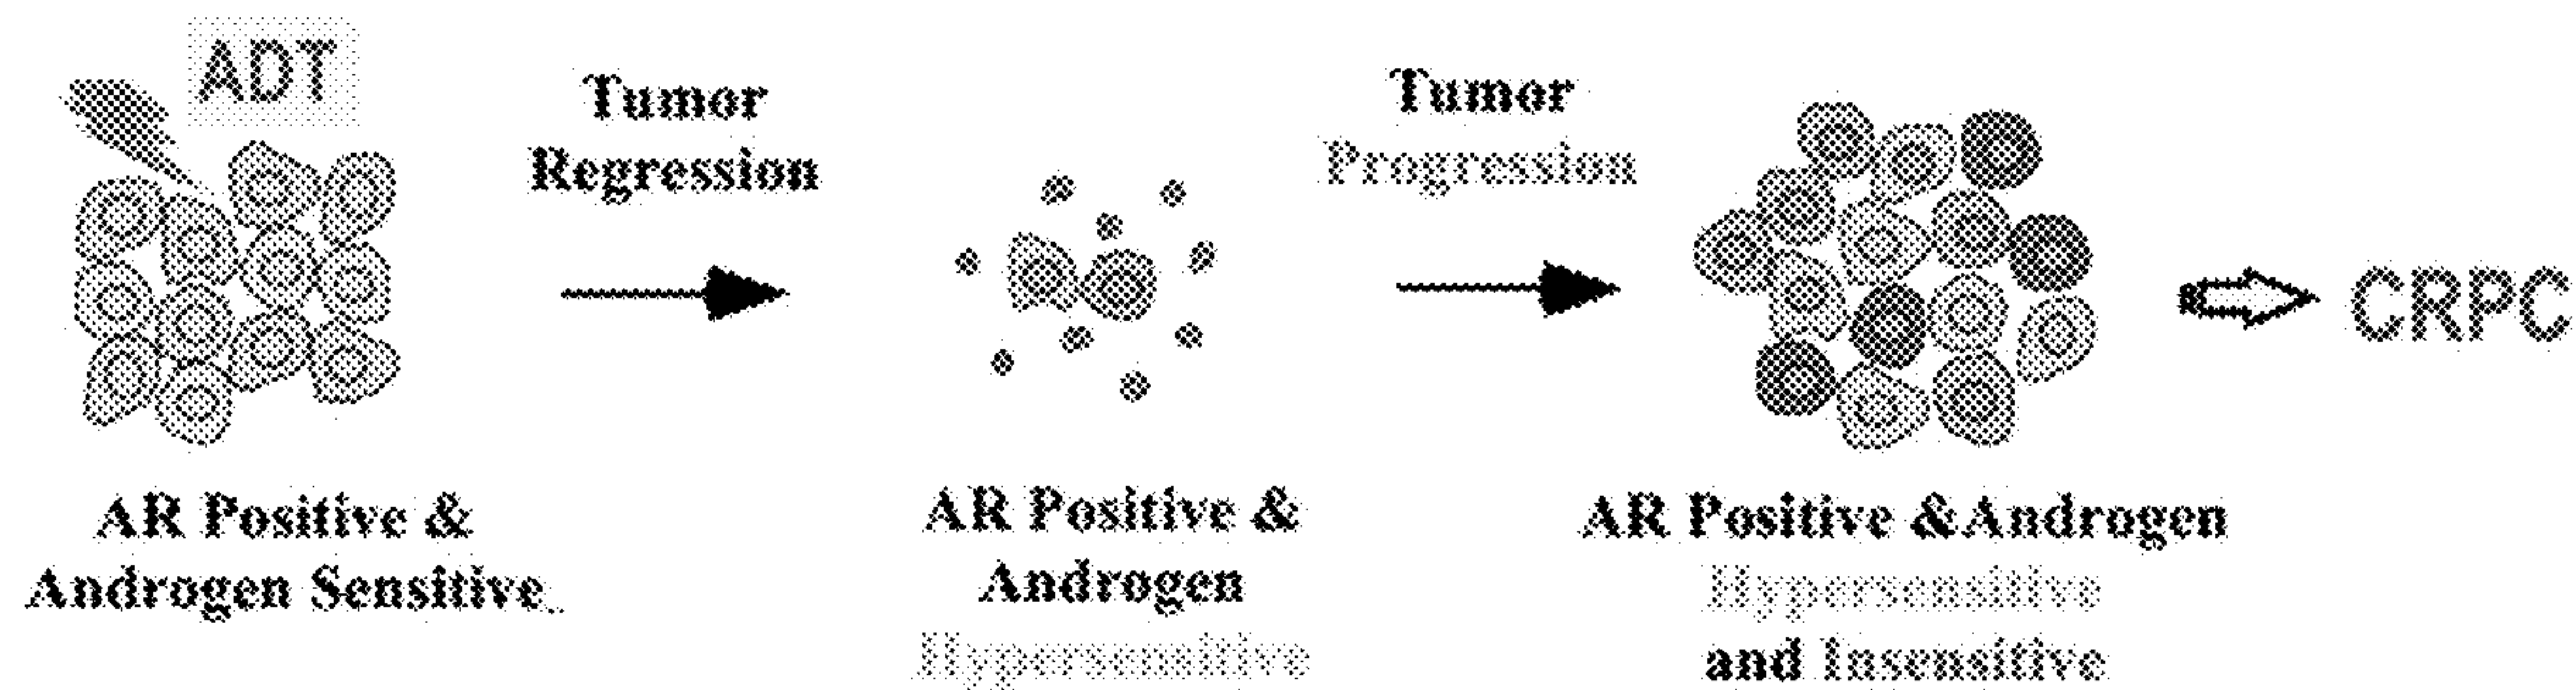 ADT
Tumor
Regression
Tumor
Progression
CRPC
AR Positive &
Androgen Sensitive
AR Positive &
Androgen
Hypersensitive
AR Positive &Androgen
Hypersensitive
and Insensitive